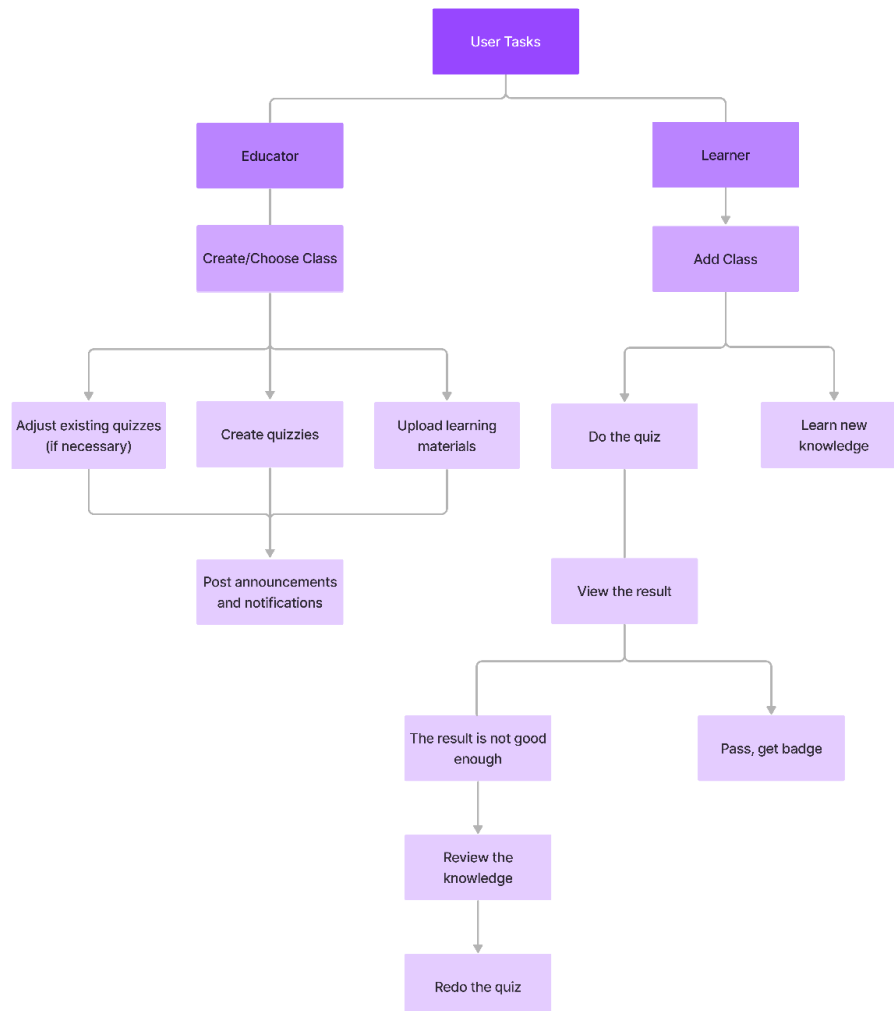 User Tasks
Educator
Learner
Create/Choose Class
Add Class
Adjust existing quizzes
(if necessary)
Create quizzies
Upload learning
materials
Do the quiz
Learn new
knowledge
Post announcements
and notifications
View the result
The result is not good
enough
Pass, get badge
Review the
knowledge
Redo the quiz